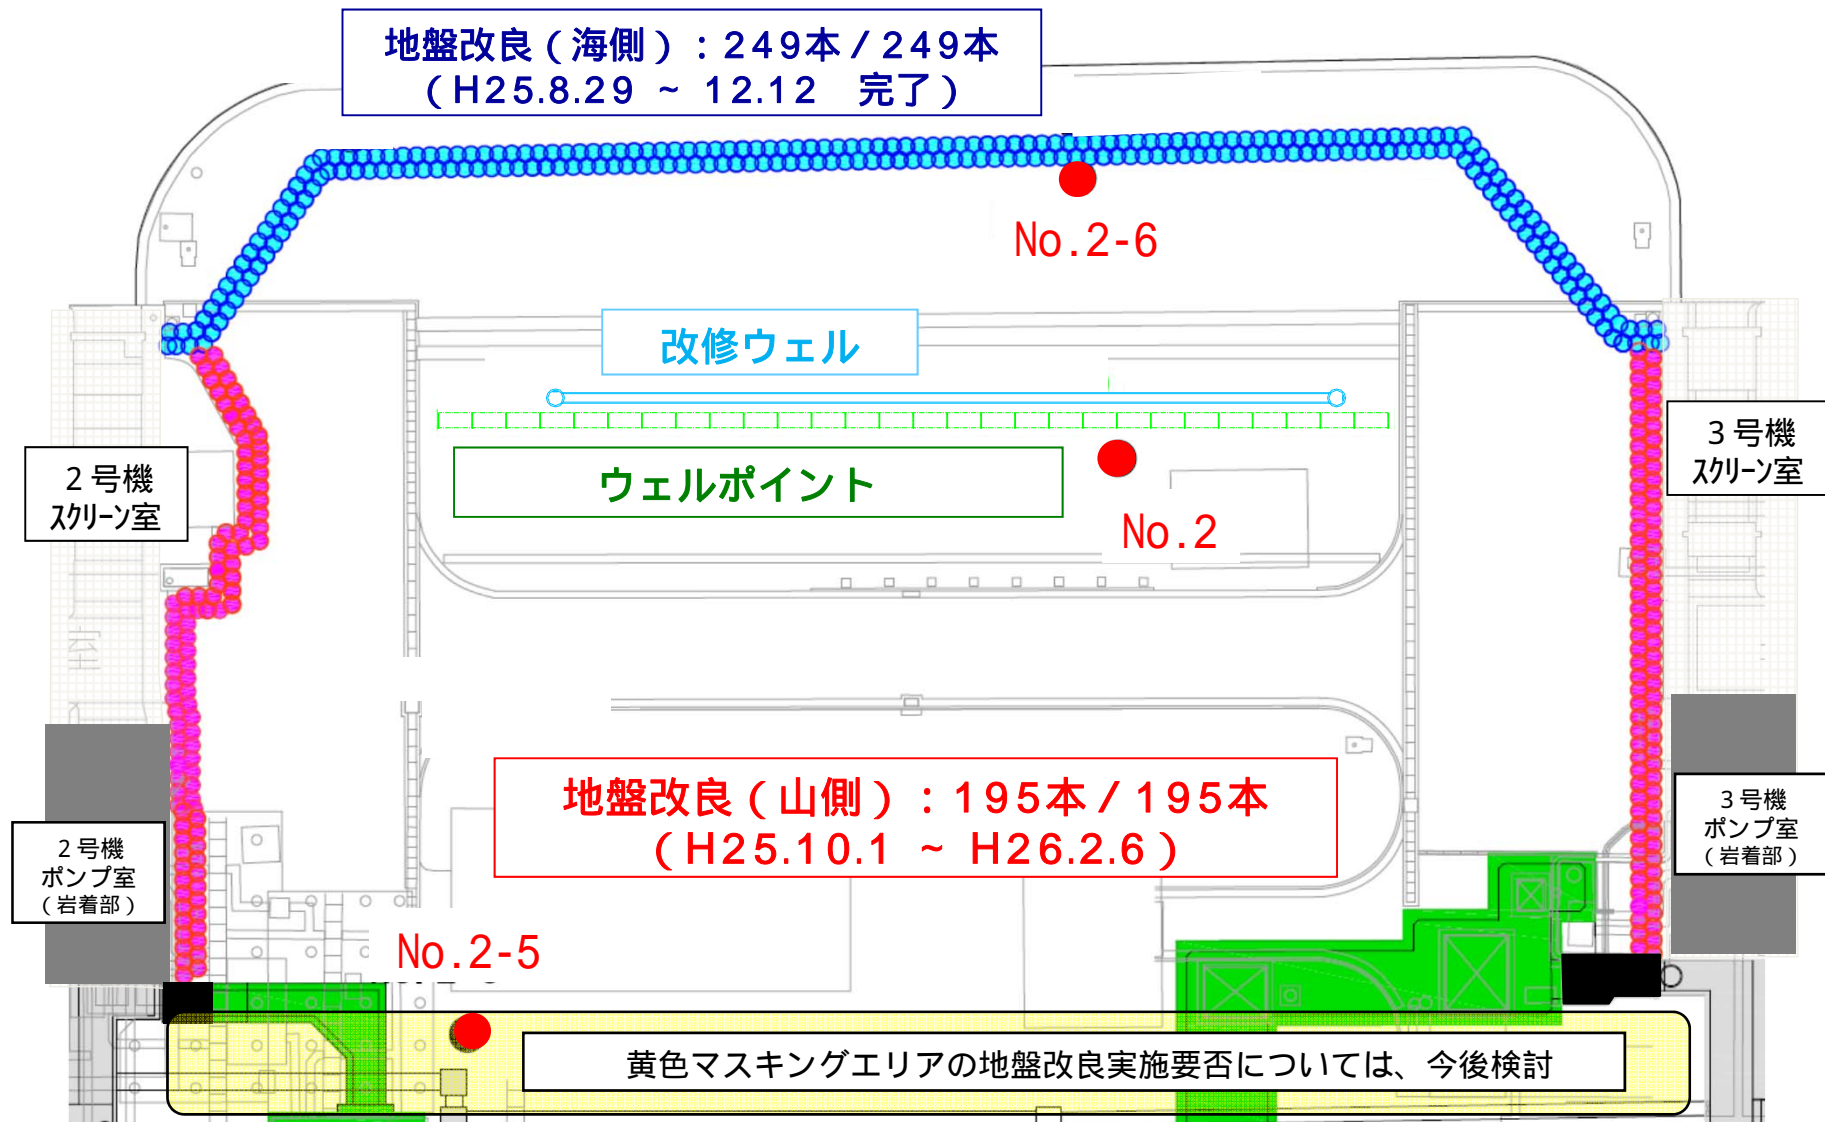 地盤改良（海側）：249本／249本
（H25.8.29 ~ 12.12　完了）
No.2-6
改修ウェル
ウェルポイント
No.2
2号機
ｽｸﾘｰﾝ室
3号機
ｽｸﾘｰﾝ室
地盤改良（山側）：195本／195本
（H25.10.1 ~ H26.2.6）
2号機
ポンプ室
（岩着部）
3号機
ポンプ室
（岩着部）
No.2-5
黄色マスキングエリアの地盤改良実施要否については、今後検討